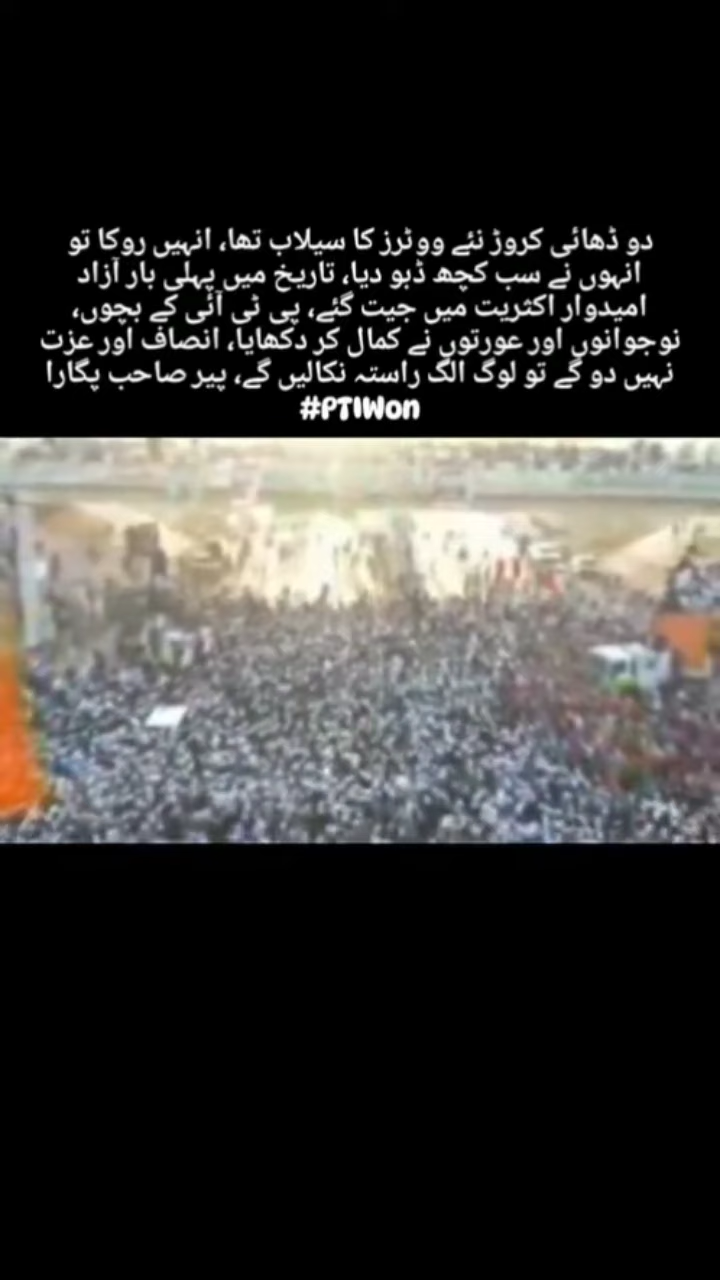 دو ڈھائی کروڑ نئے ووٹرز کا سیلاب تھا، انہیں روکا تو
انہوں نے سب کچھ ڈبو دیا، تاریخ میں پہلی بار آزاد
امیدوار اکثریت میں جیت گئے، پی ٹی آئی کے بچوں،
نوجوانوں اور عورتوں نے کمال کر دکھایا، انصاف اور عزت
نہیں دو گے تو لوگ الگ راستہ نکالیں گے، پیر صاحب پگارا
#PTIWon